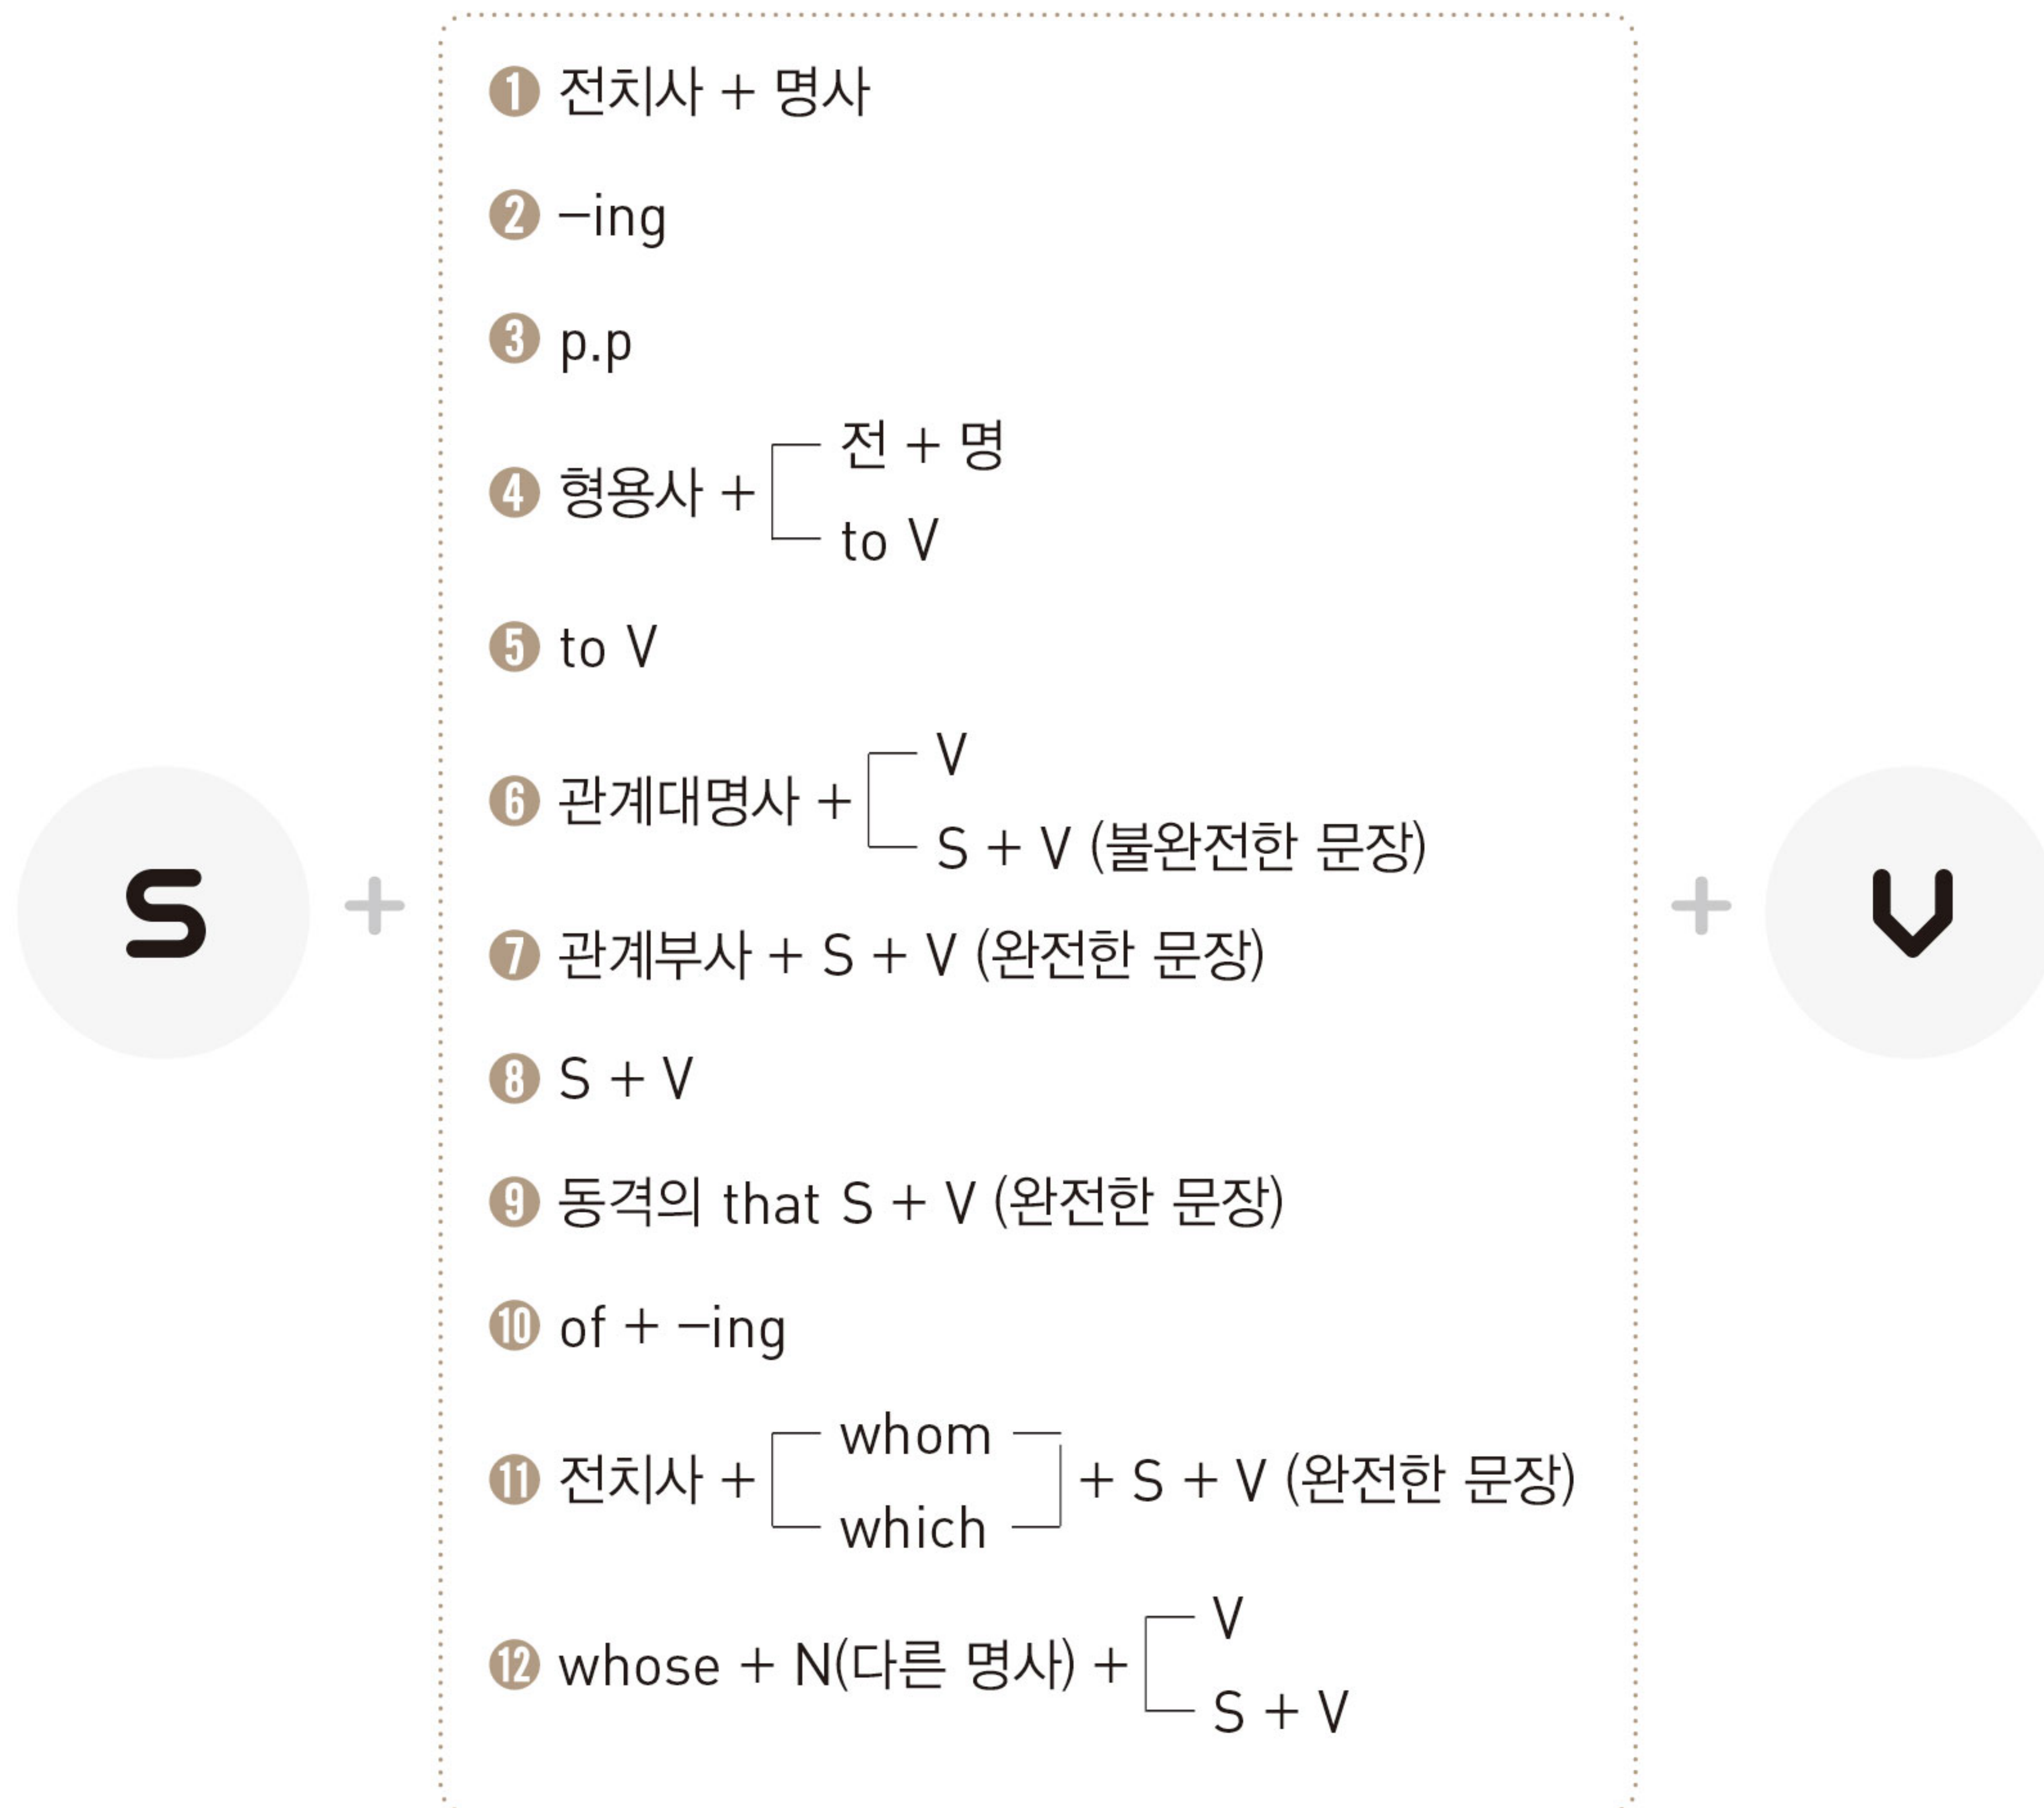 ❶ 전치사 + 명사
❷ –ing
❸ p.p
전 + 명
❹ 형용사 +
to V
❺ to V
V
❻ 관계대명사 +
S + V (불완전한 문장)
❼ 관계부사 + S + V (완전한 문장)
❽ S + V
S + + V
❾ 동격의 that S + V (완전한 문장)
❿ of + –ing
whom
⓫ 전치사 + + S + V (완전한 문장)
which
V
⓬ whose + N(다른 명사) +
S + V